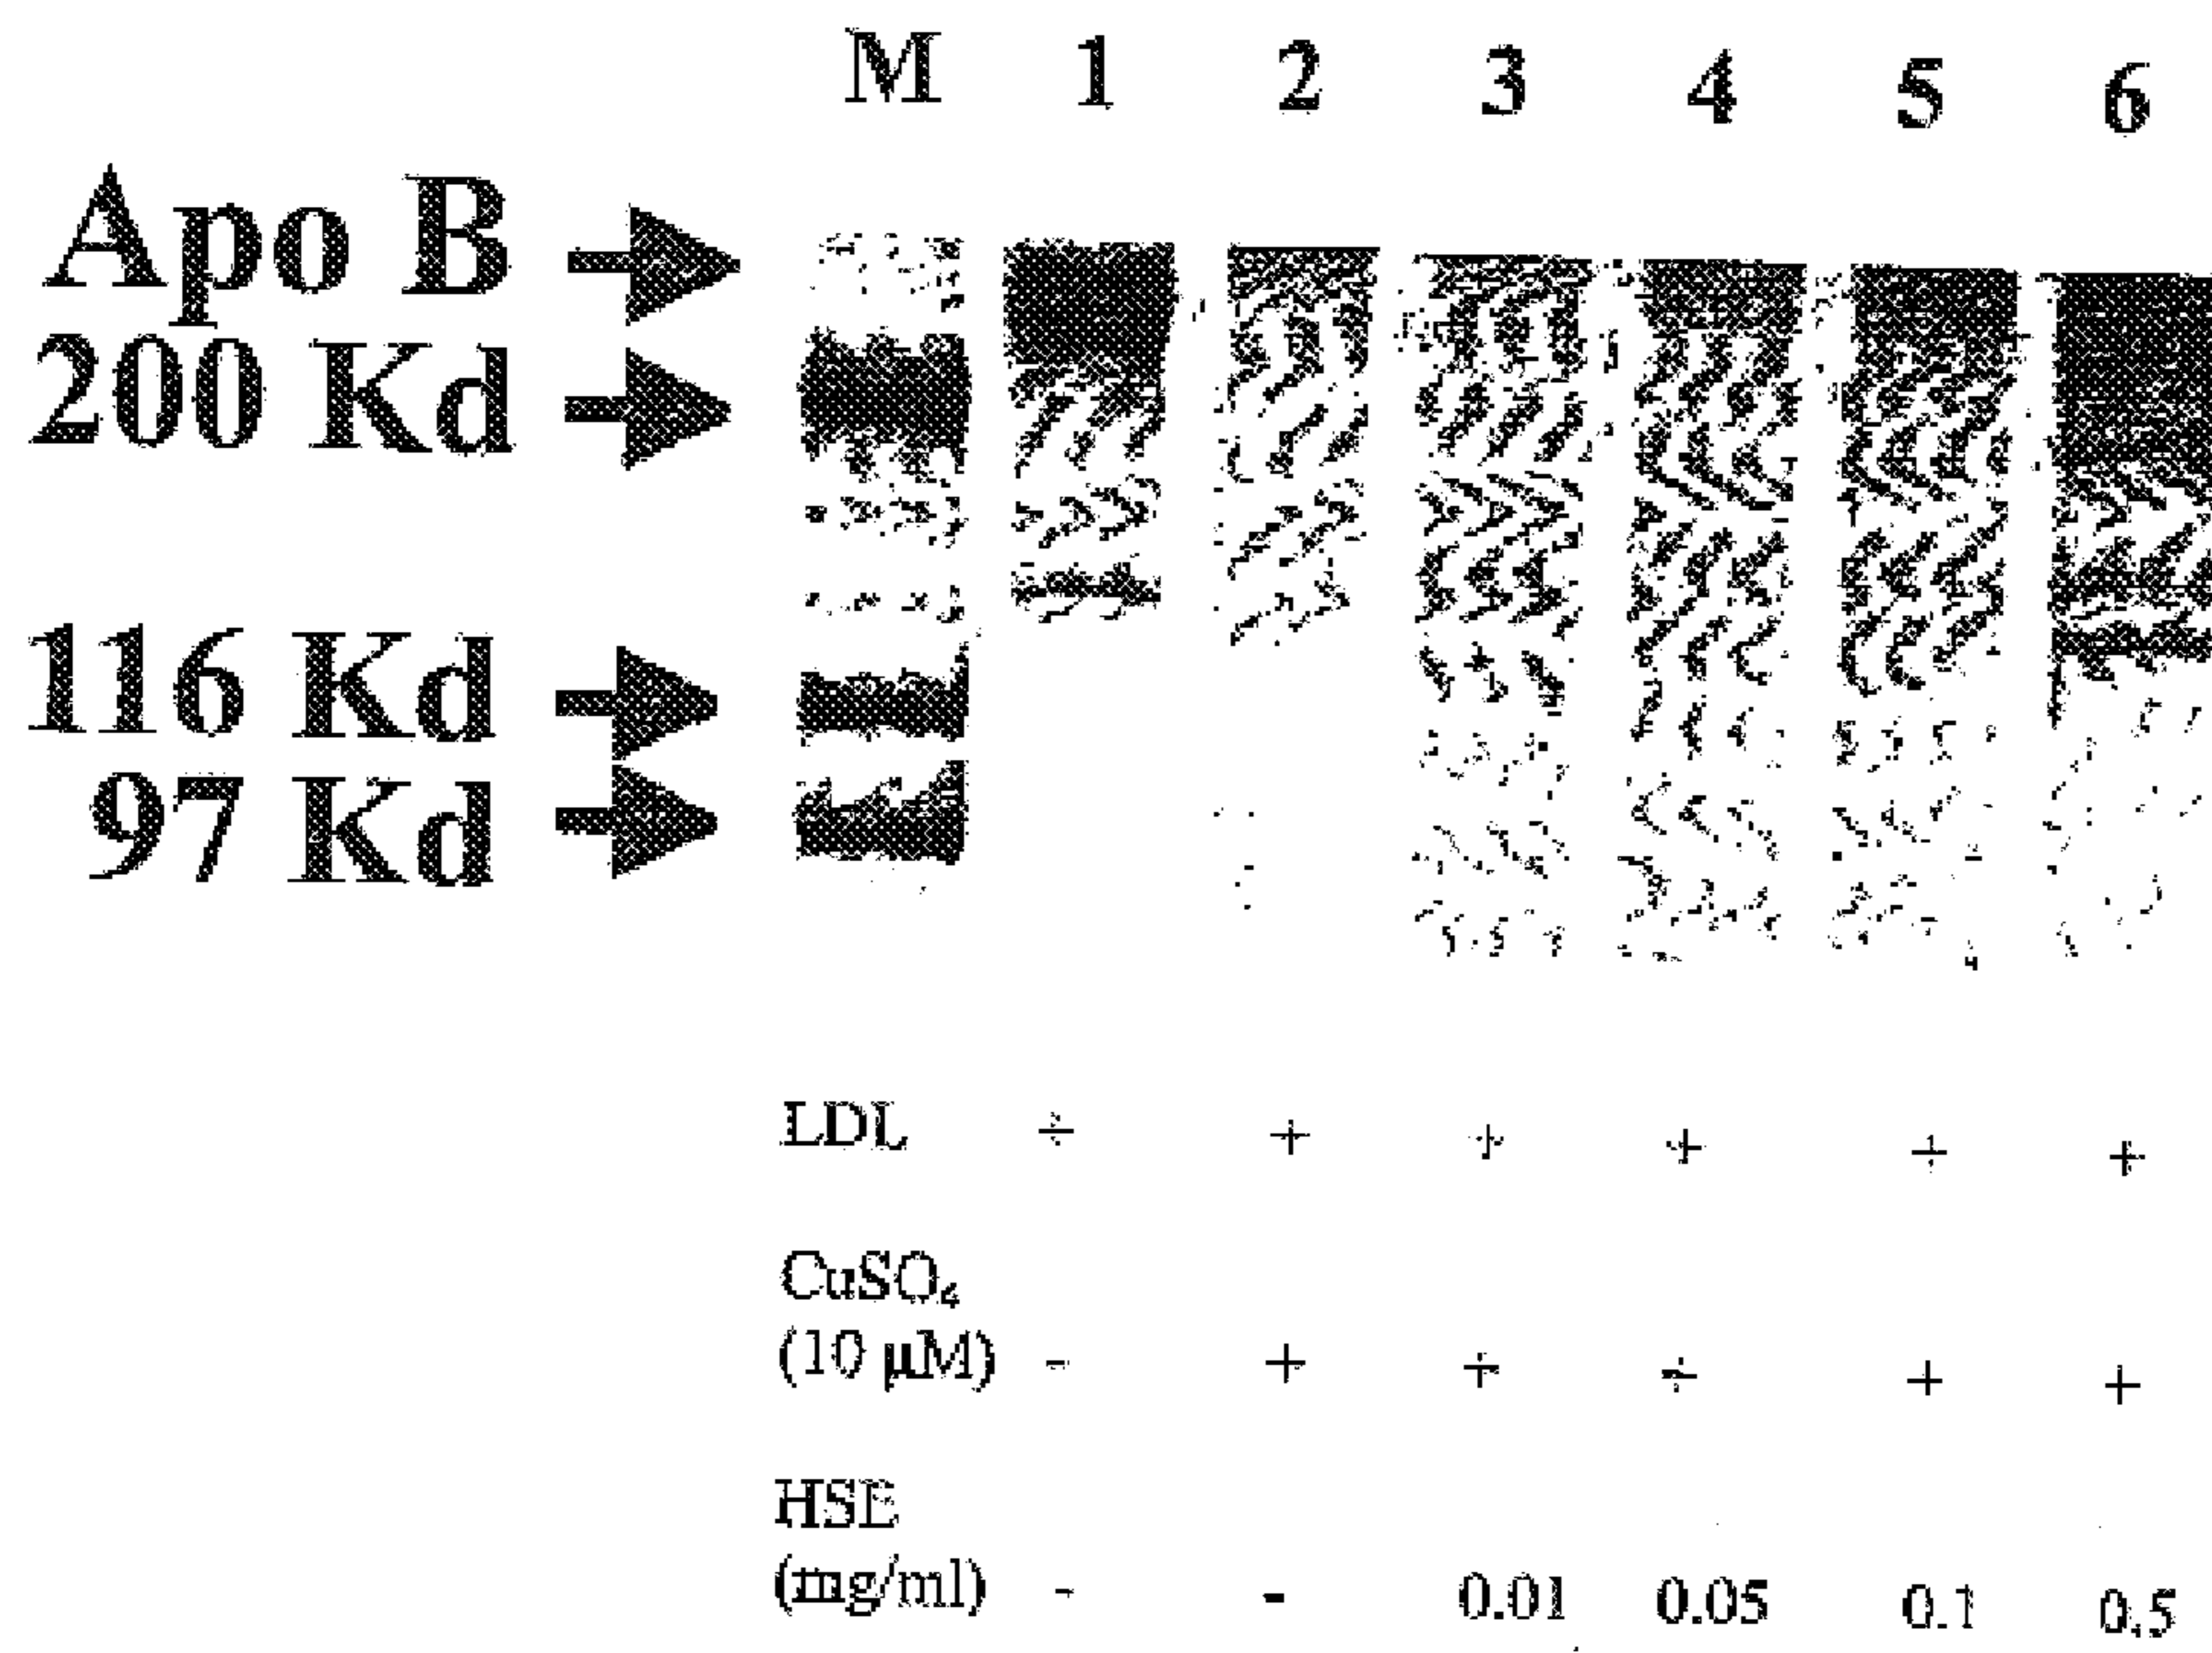 M 1 2 3 4 5 6
Apo B
200 Kd
116 Kd
97 Kd
LDL + + + + + +
CuSO₄
(10 µM) - + + + + +
HSE
(mg/ml) - - 0.01 0.05 0.1 0.5